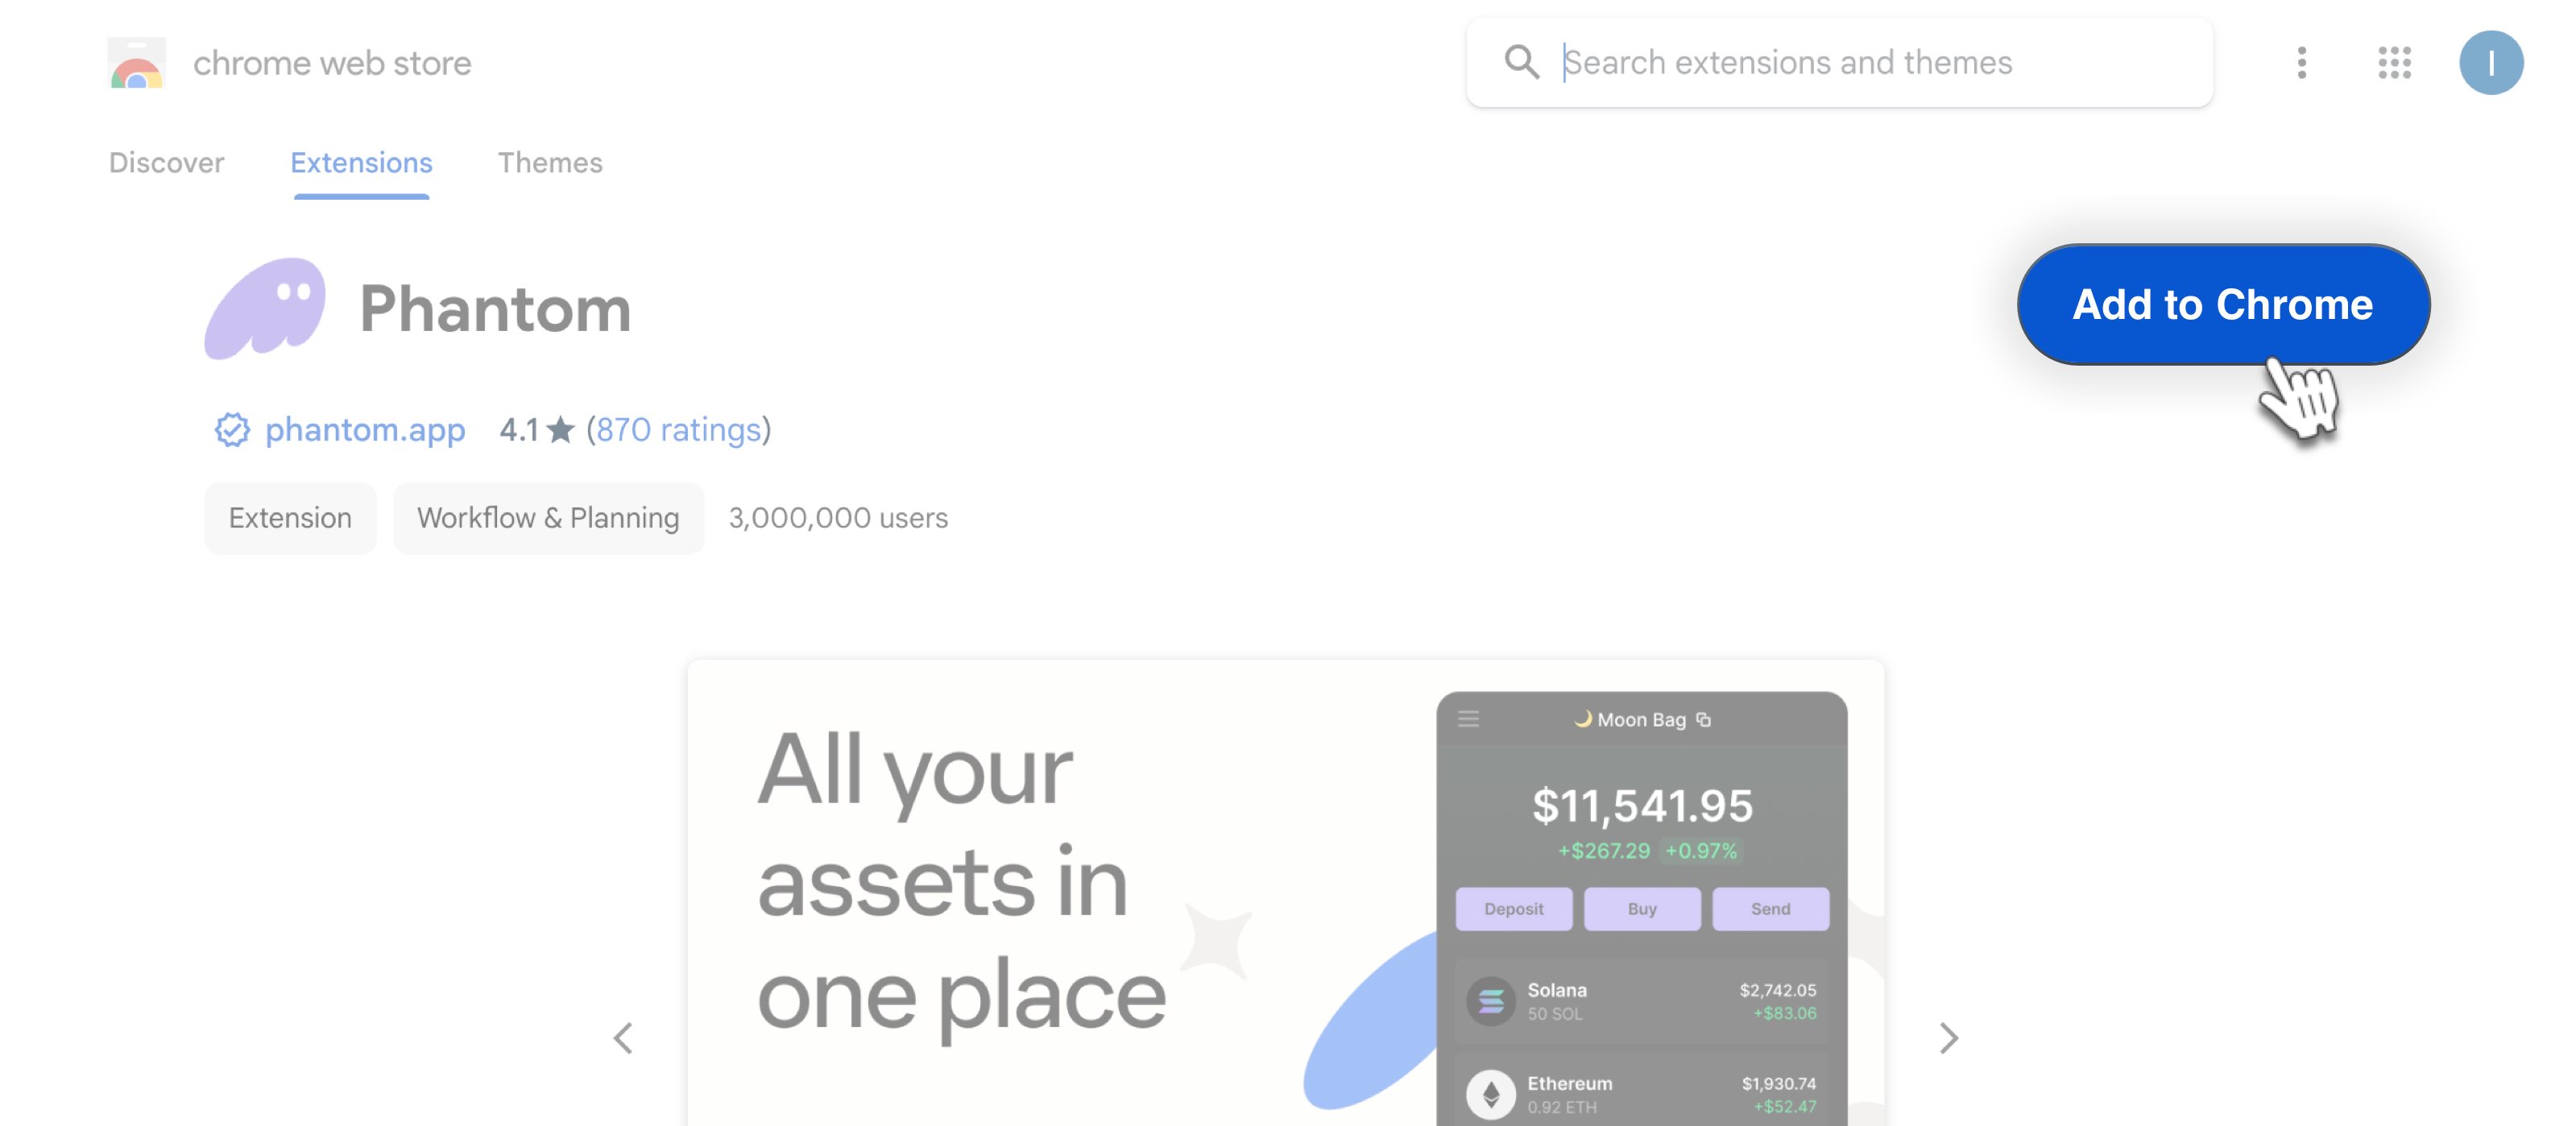 chrome web store
Search extensions and themes
I
Discover Extensions Themes
Phantom
Add to Chrome
phantom.app 4.1★ (870 ratings)
Extension Workflow & Planning 3,000,000 users
All your
assets in
one place
🌙 Moon Bag
$11,541.95
+$267.29 +0.97%
Deposit Buy Send
Solana $2,742.05
50 SOL +$83.06
Ethereum $1,930.74
0.92 ETH +$52.47